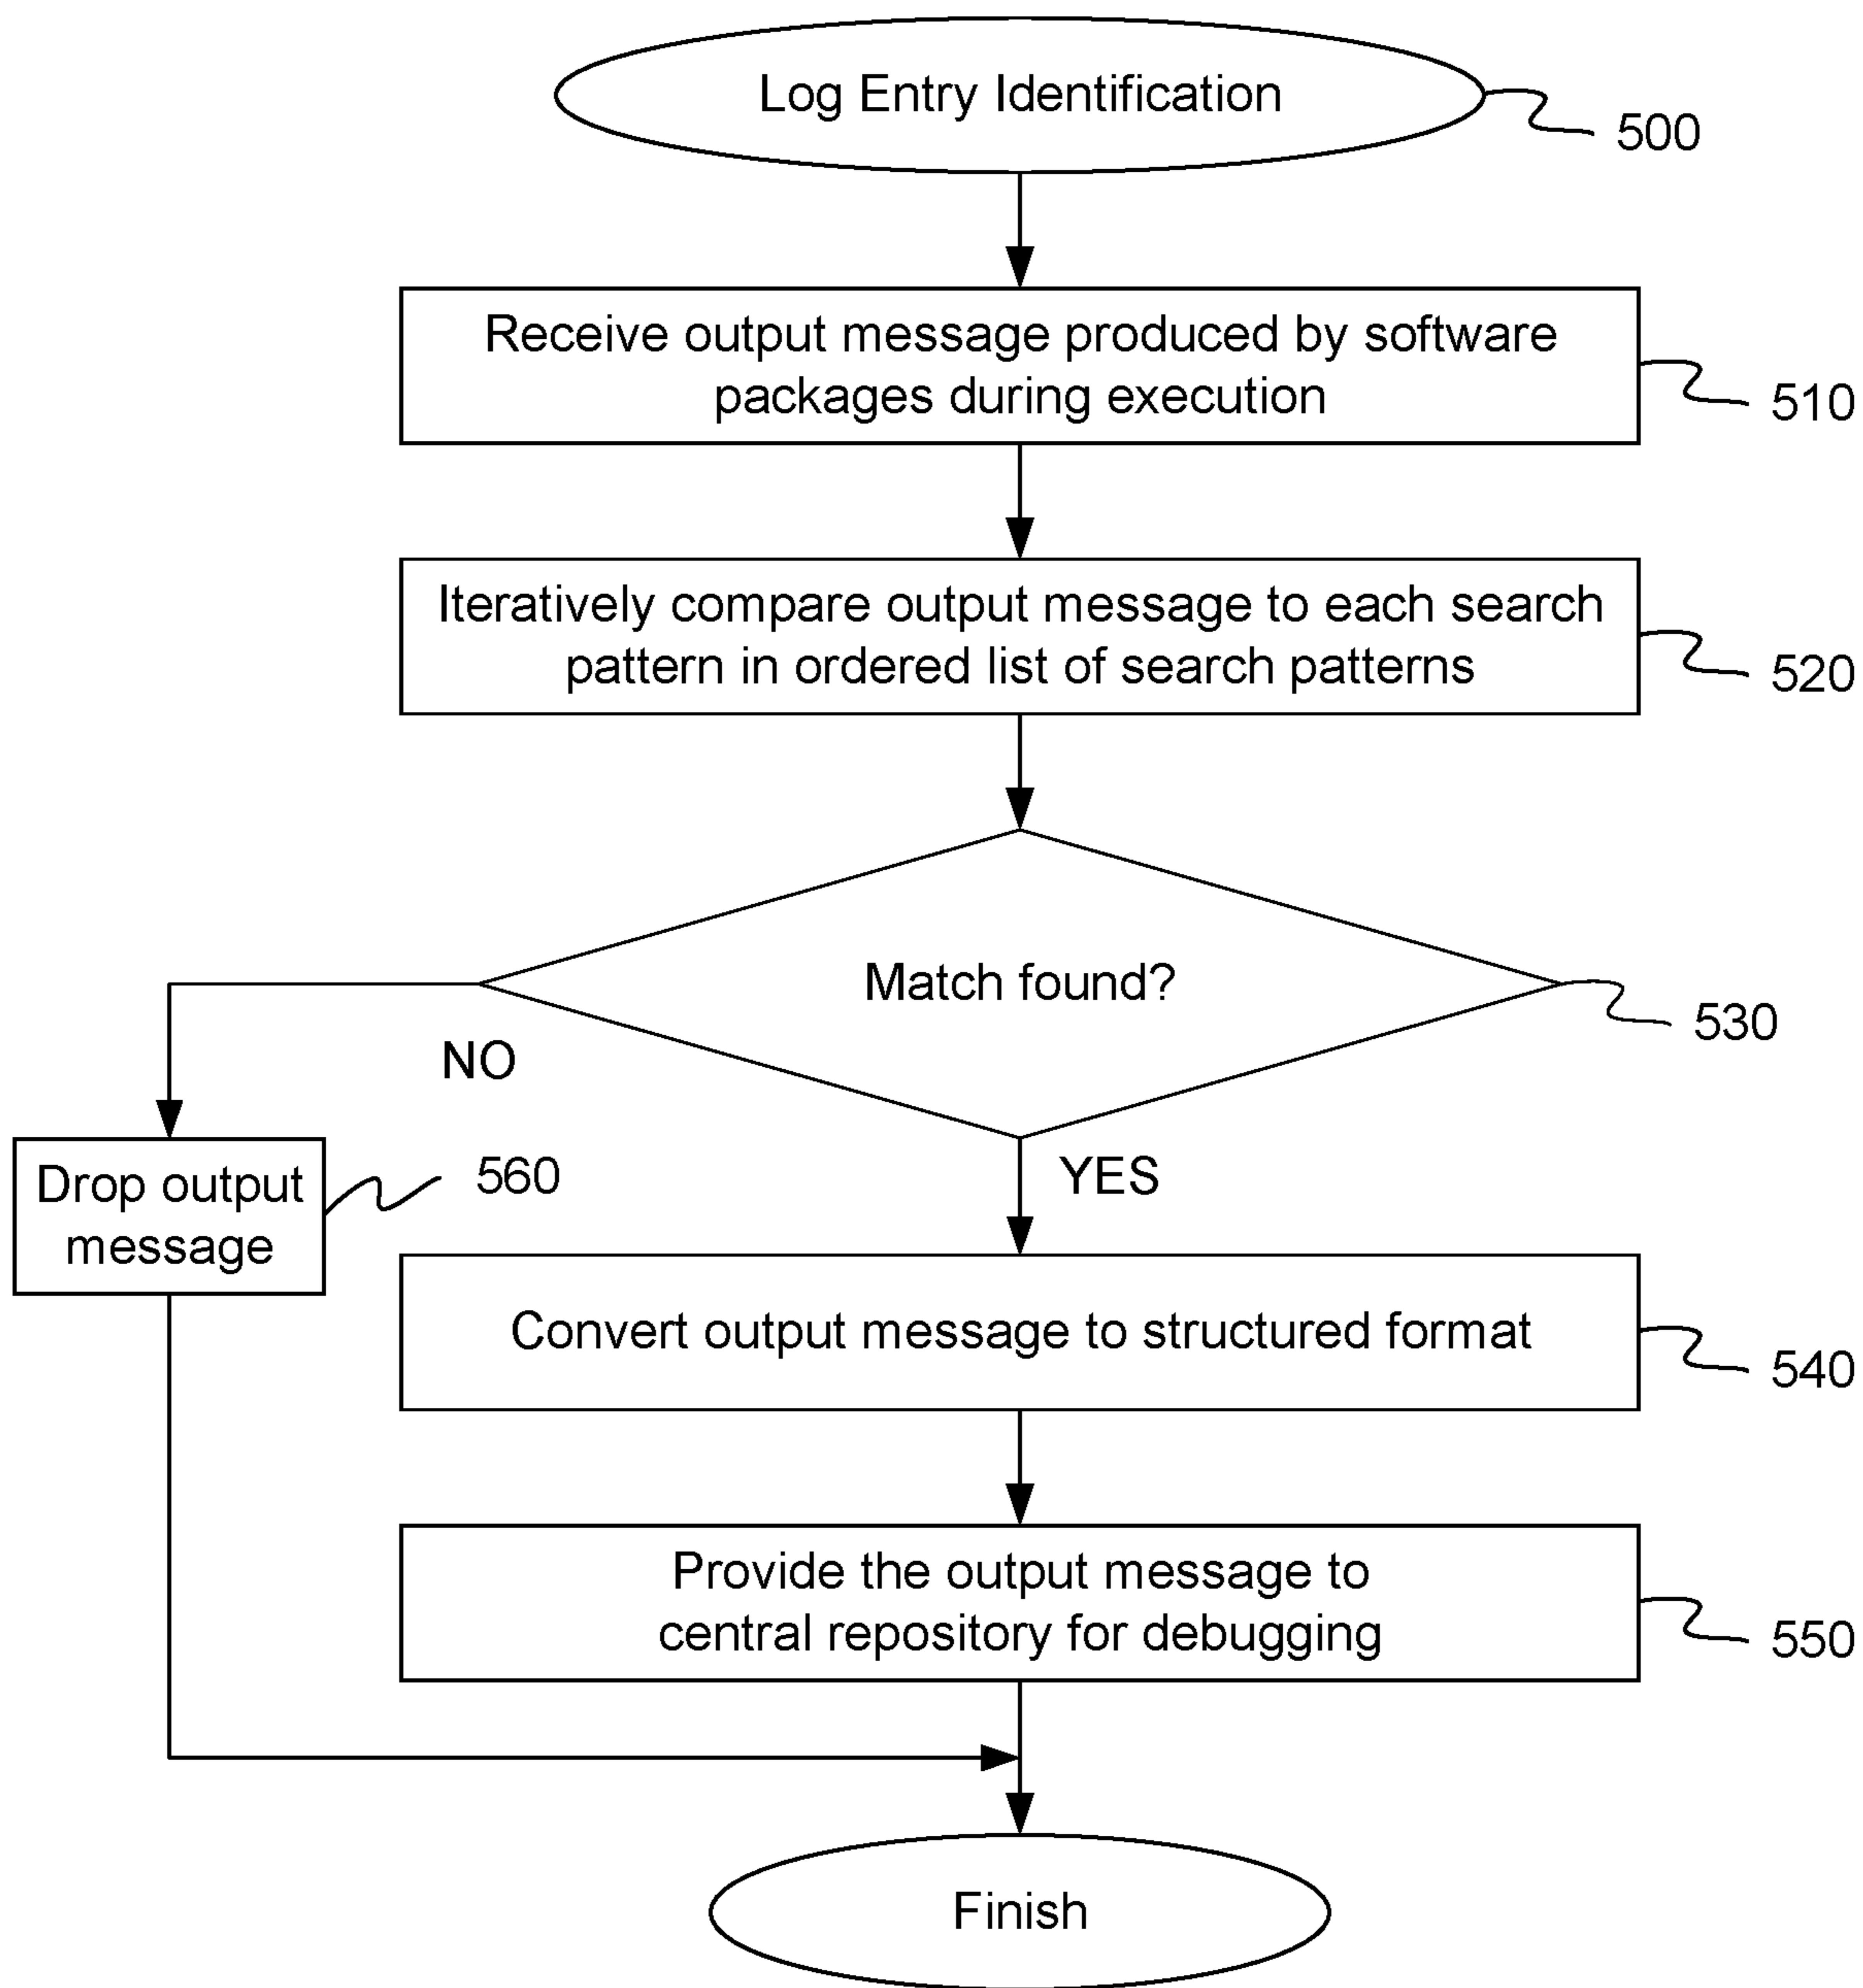 Log Entry Identification
500
Receive output message produced by software
packages during execution
510
Iteratively compare output message to each search
pattern in ordered list of search patterns
520
Match found?
530
NO
YES
Drop output
message
560
Convert output message to structured format
540
Provide the output message to
central repository for debugging
550
Finish